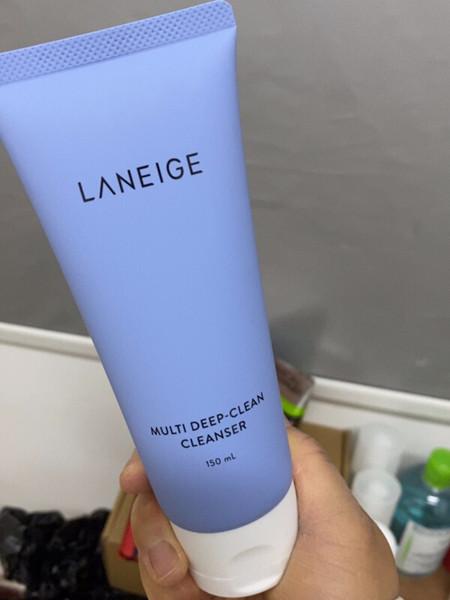 LANEIGE
MULTI DEEP-CLEAN
CLEANSER
150 mL